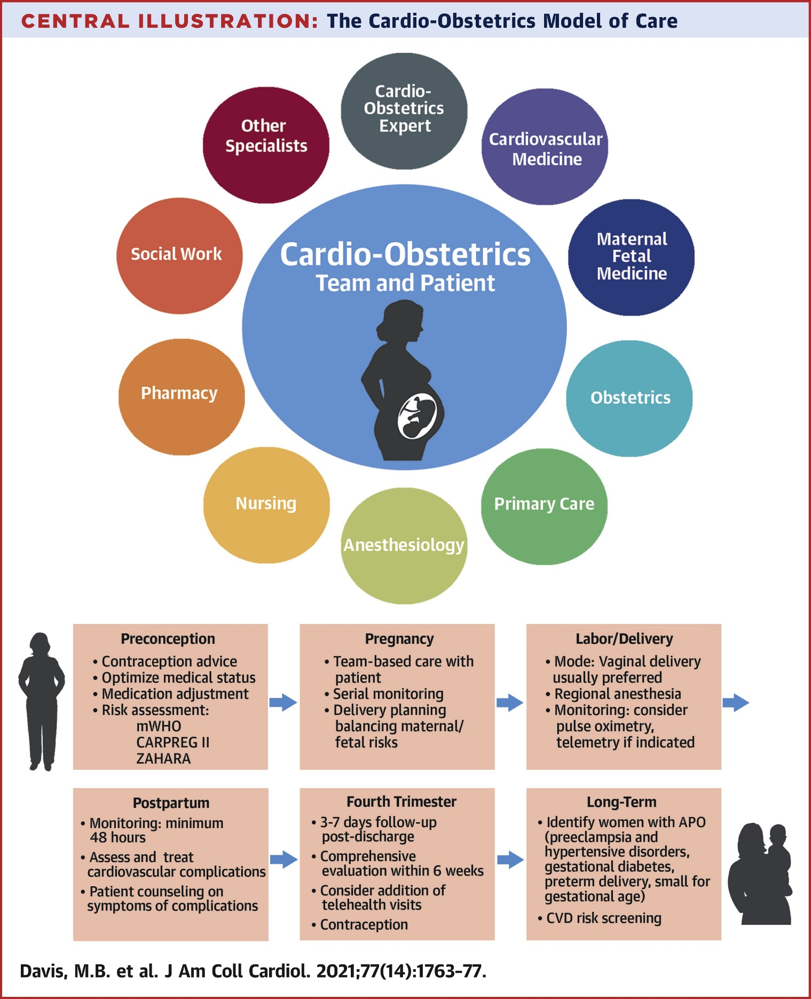 CENTRAL ILLUSTRATION: The Cardio-Obstetrics Model of Care
Cardio-
Obstetrics
Expert
Other
Specialists
Cardiovascular
Medicine
Social Work
Maternal
Fetal
Medicine
Cardio-Obstetrics
Team and Patient
Pharmacy
Obstetrics
Nursing
Primary Care
Anesthesiology
Preconception
• Contraception advice
• Optimize medical status
• Medication adjustment
• Risk assessment:
mWHO
CARPREG II
ZAHARA
Pregnancy
• Team-based care with
patient
• Serial monitoring
• Delivery planning
balancing maternal/
fetal risks
Labor/Delivery
• Mode: Vaginal delivery
usually preferred
• Regional anesthesia
• Monitoring: consider
pulse oximetry,
telemetry if indicated
Postpartum
• Monitoring: minimum
48 hours
• Assess and treat
cardiovascular complications
• Patient counseling on
symptoms of complications
Fourth Trimester
• 3-7 days follow-up
post-discharge
• Comprehensive
evaluation within 6 weeks
• Consider addition of
telehealth visits
• Contraception
Long-Term
• Identify women with APO
(preeclampsia and
hypertensive disorders,
gestational diabetes,
preterm delivery, small for
gestational age)
• CVD risk screening
Davis, M.B. et al. J Am Coll Cardiol. 2021;77(14):1763–77.